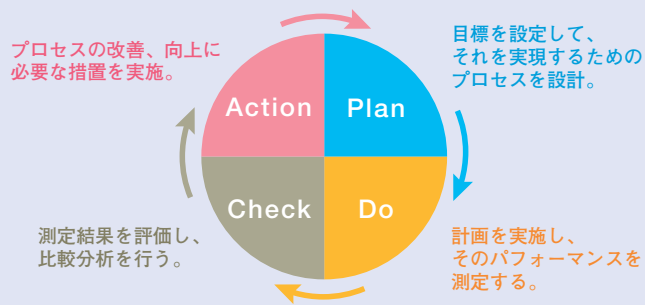 プロセスの改善、向上に
必要な措置を実施。
目標を設定して、
それを実現するための
プロセスを設計。
Action
Plan
Check
Do
測定結果を評価し、
比較分析を行う。
計画を実施し、
そのパフォーマンスを
測定する。